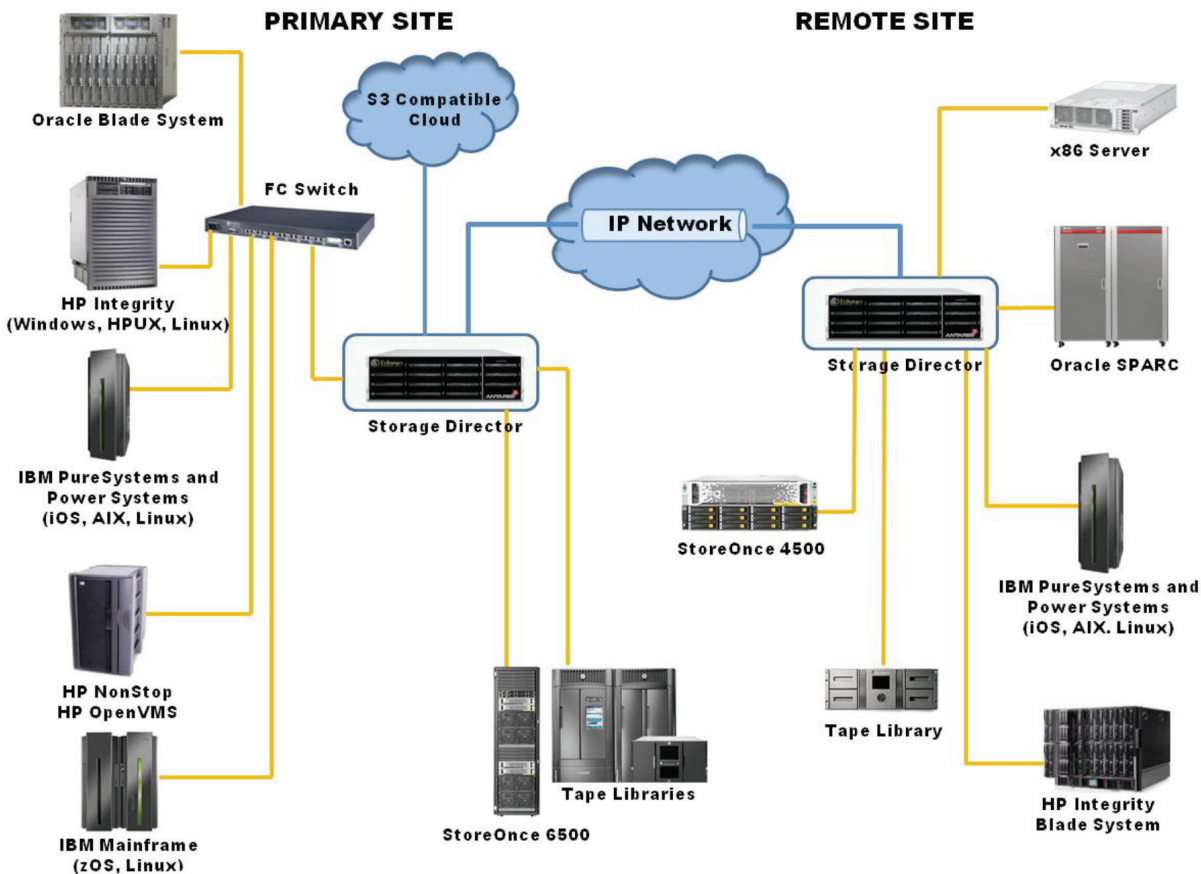 PRIMARY SITE
REMOTE SITE
S3 Compatible
Cloud
Oracle Blade System
x86 Server
FC Switch
IP Network
HP Integrity
(Windows, HPUX, Linux)
Storage Director
Storage Director
Oracle SPARC
IBM PureSystems and
Power Systems
(iOS, AIX, Linux)
StoreOnce 4500
IBM PureSystems and
Power Systems
(iOS, AIX. Linux)
HP NonStop
HP OpenVMS
Tape Library
Tape Libraries
StoreOnce 6500
HP Integrity
Blade System
IBM Mainframe
(zOS, Linux)